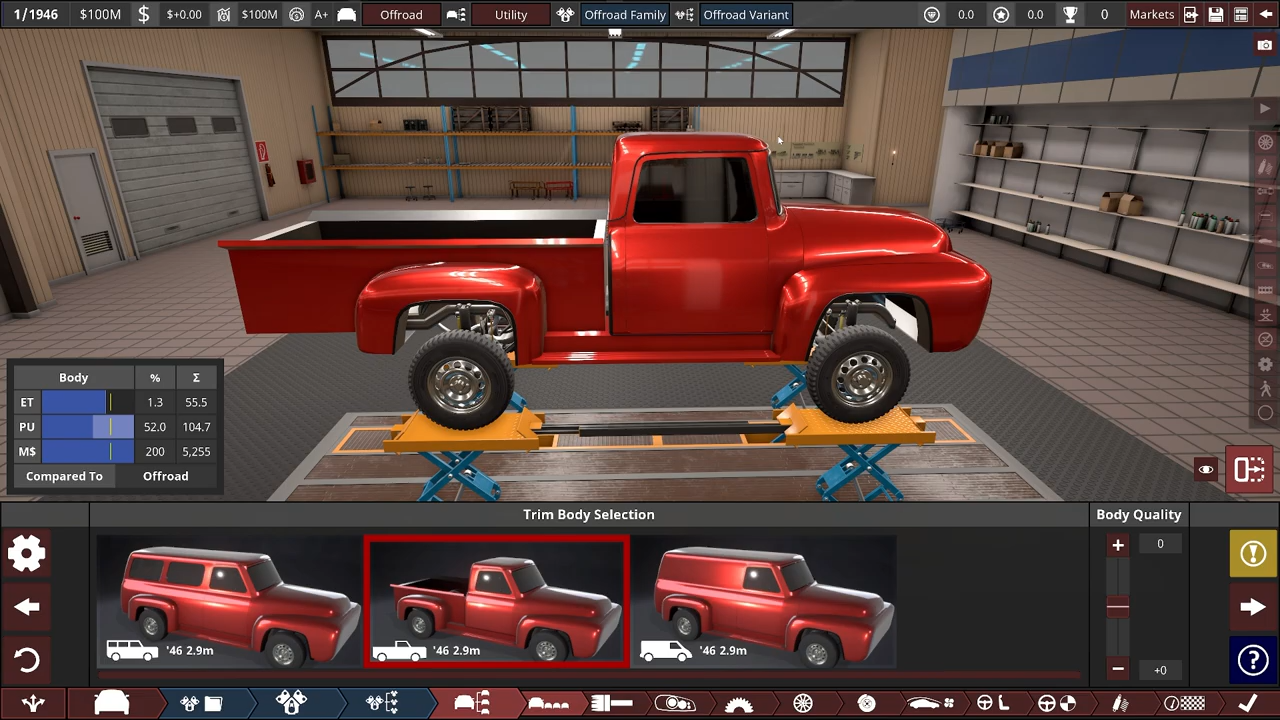 1/1946 $100M $ $+0.00 $100M A+ Offroad Utility Offroad Family Offroad Variant 0.0 0.0 0 Markets
Body % Σ
ET 1.3 55.5
PU 52.0 104.7
M$ 200 5,255
Compared To Offroad
Trim Body Selection
Body Quality
'46 2.9m
'46 2.9m
'46 2.9m
+ 0
- +0
?